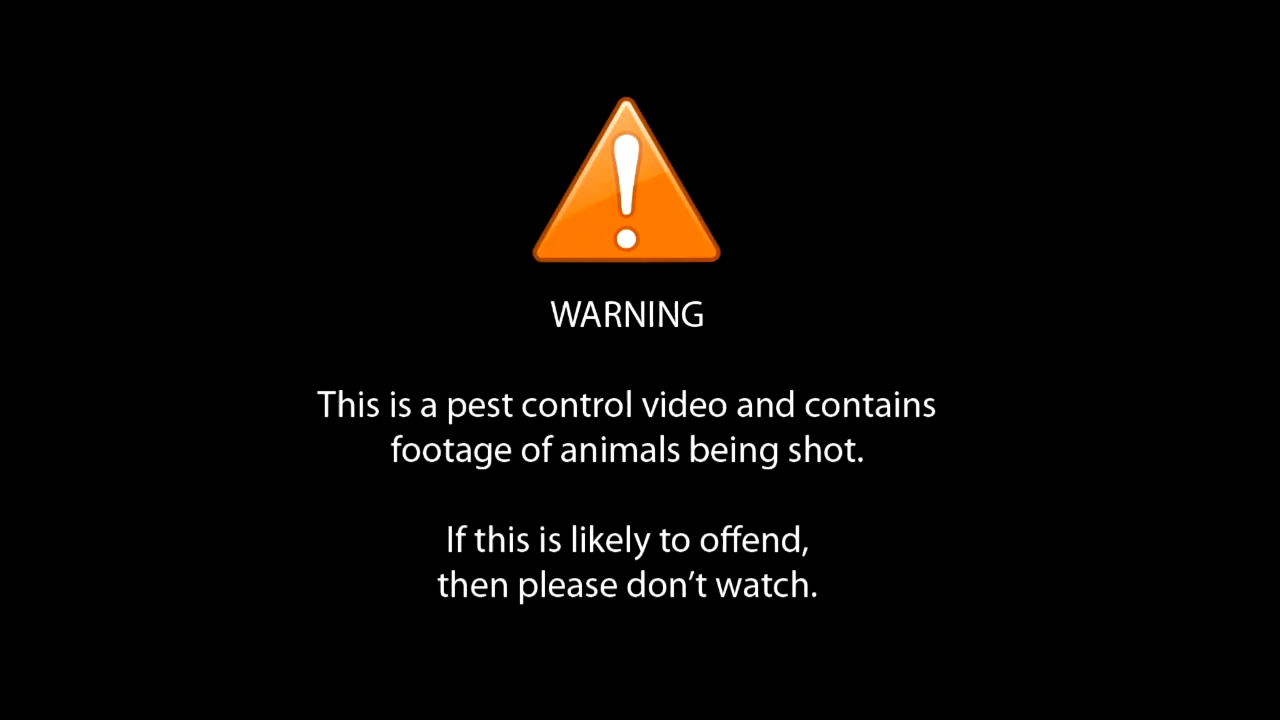 WARNING
This is a pest control video and contains
footage of animals being shot.
If this is likely to offend,
then please don’t watch.